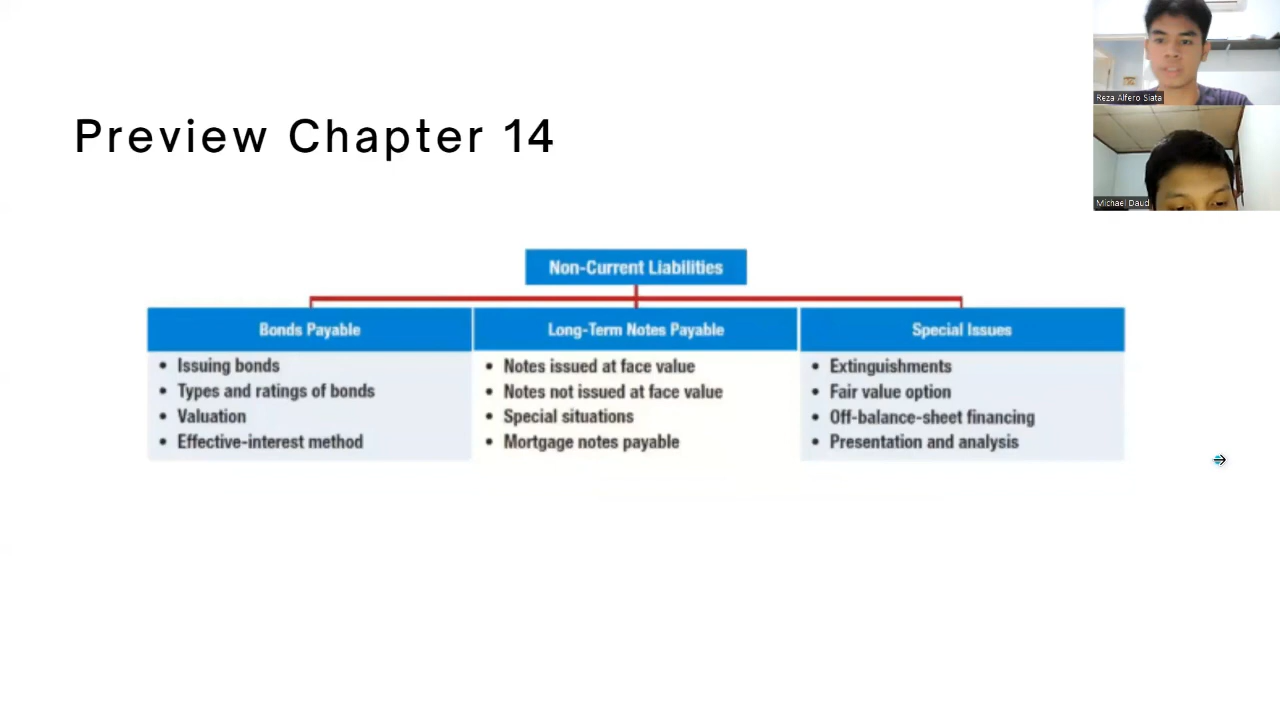 Preview Chapter 14
Reza Alfero Siata
Michael Daud
Non-Current Liabilities
Bonds Payable
• Issuing bonds
• Types and ratings of bonds
• Valuation
• Effective-interest method
Long-Term Notes Payable
• Notes issued at face value
• Notes not issued at face value
• Special situations
• Mortgage notes payable
Special Issues
• Extinguishments
• Fair value option
• Off-balance-sheet financing
• Presentation and analysis